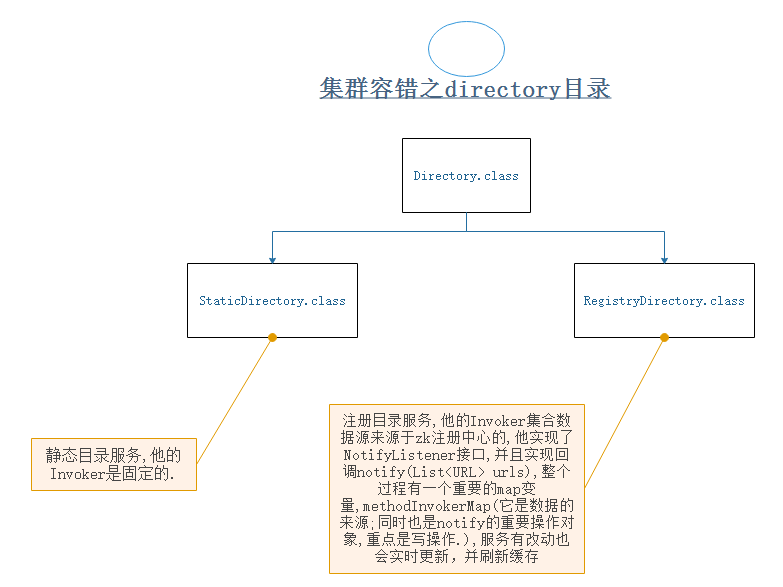 集群容错之directory目录
Directory.class
StaticDirectory.class
RegistryDirectory.class
静态目录服务,他的
Invoker是固定的.
注册目录服务,他的Invoker集合数
据源来源于zk注册中心的,他实现了
NotifyListener接口,并且实现回
调notify(List<URL> urls),整个
过程有一个重要的map变
量,methodInvokerMap(它是数据的
来源;同时也是notify的重要操作对
象,重点是写操作.),服务有改动也
会实时更新，并刷新缓存